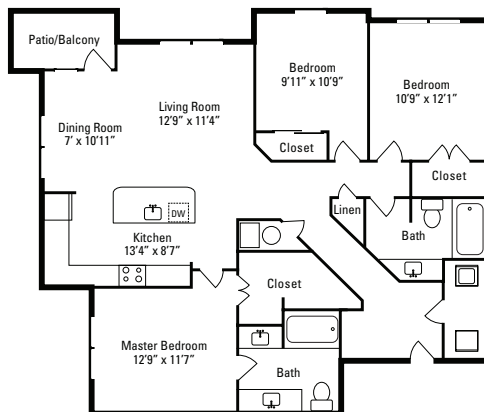 Patio/Balcony
Bedroom
9'11" x 10'9"
Bedroom
10'9" x 12'1"
Living Room
12'9" x 11'4"
Dining Room
7' x 10'11"
Closet
Closet
Linen
DW
Bath
Kitchen
13'4" x 8'7"
Closet
Master Bedroom
12'9" x 11'7"
Bath